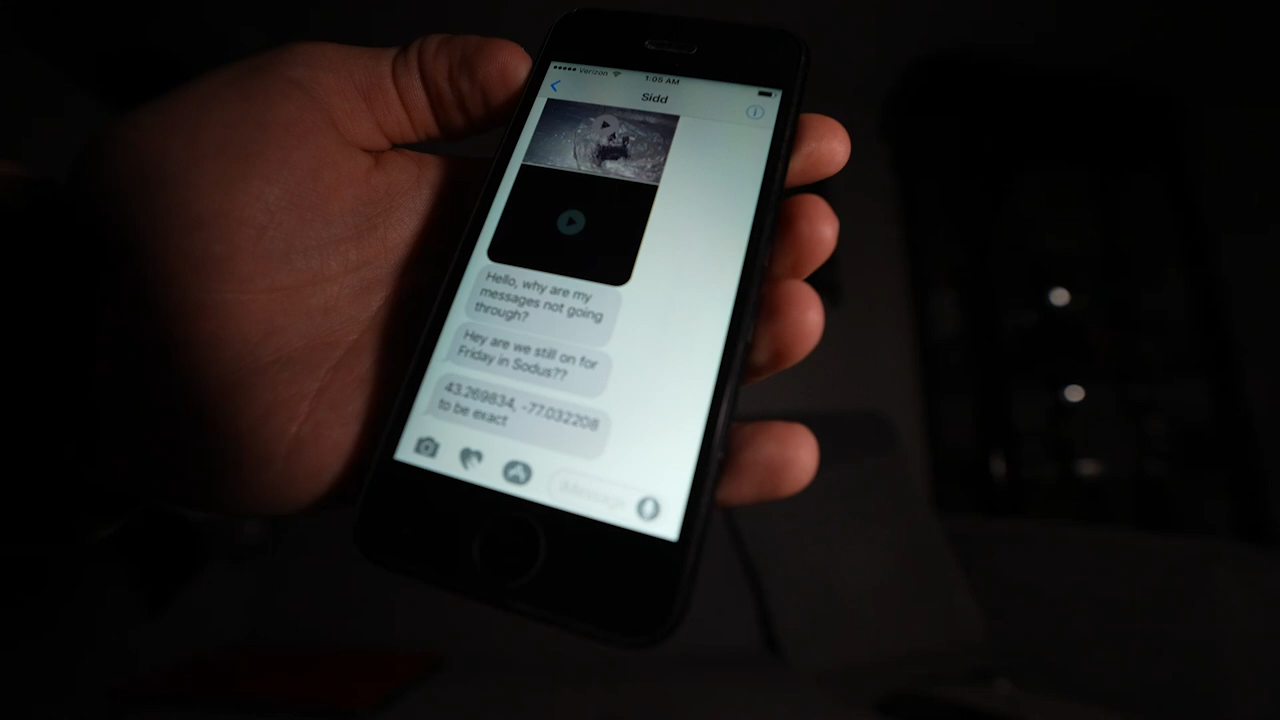 Verizon 1:05 AM
Sidd
Hello, why are my
messages not going
through?
Hey are we still on for
Friday in Sodus??
43.269834, -77.032208
to be exact
iMessage